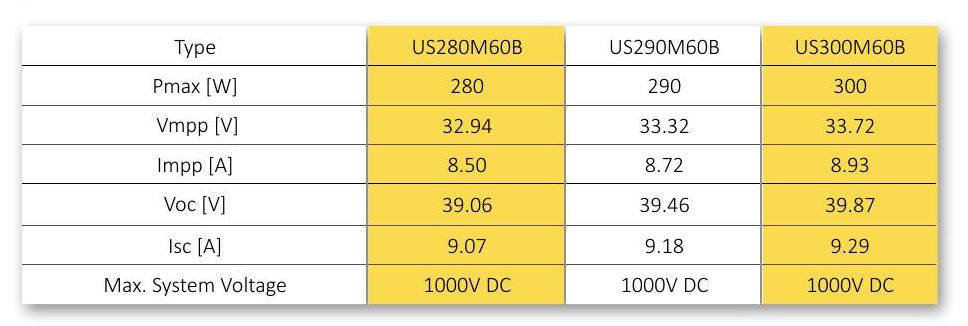 Type US280M60B US290M60B US300M60B
Pmax [W] 280 290 300
Vmpp [V] 32.94 33.32 33.72
Impp [A] 8.50 8.72 8.93
Voc [V] 39.06 39.46 39.87
Isc [A] 9.07 9.18 9.29
Max. System Voltage 1000V DC 1000V DC 1000V DC